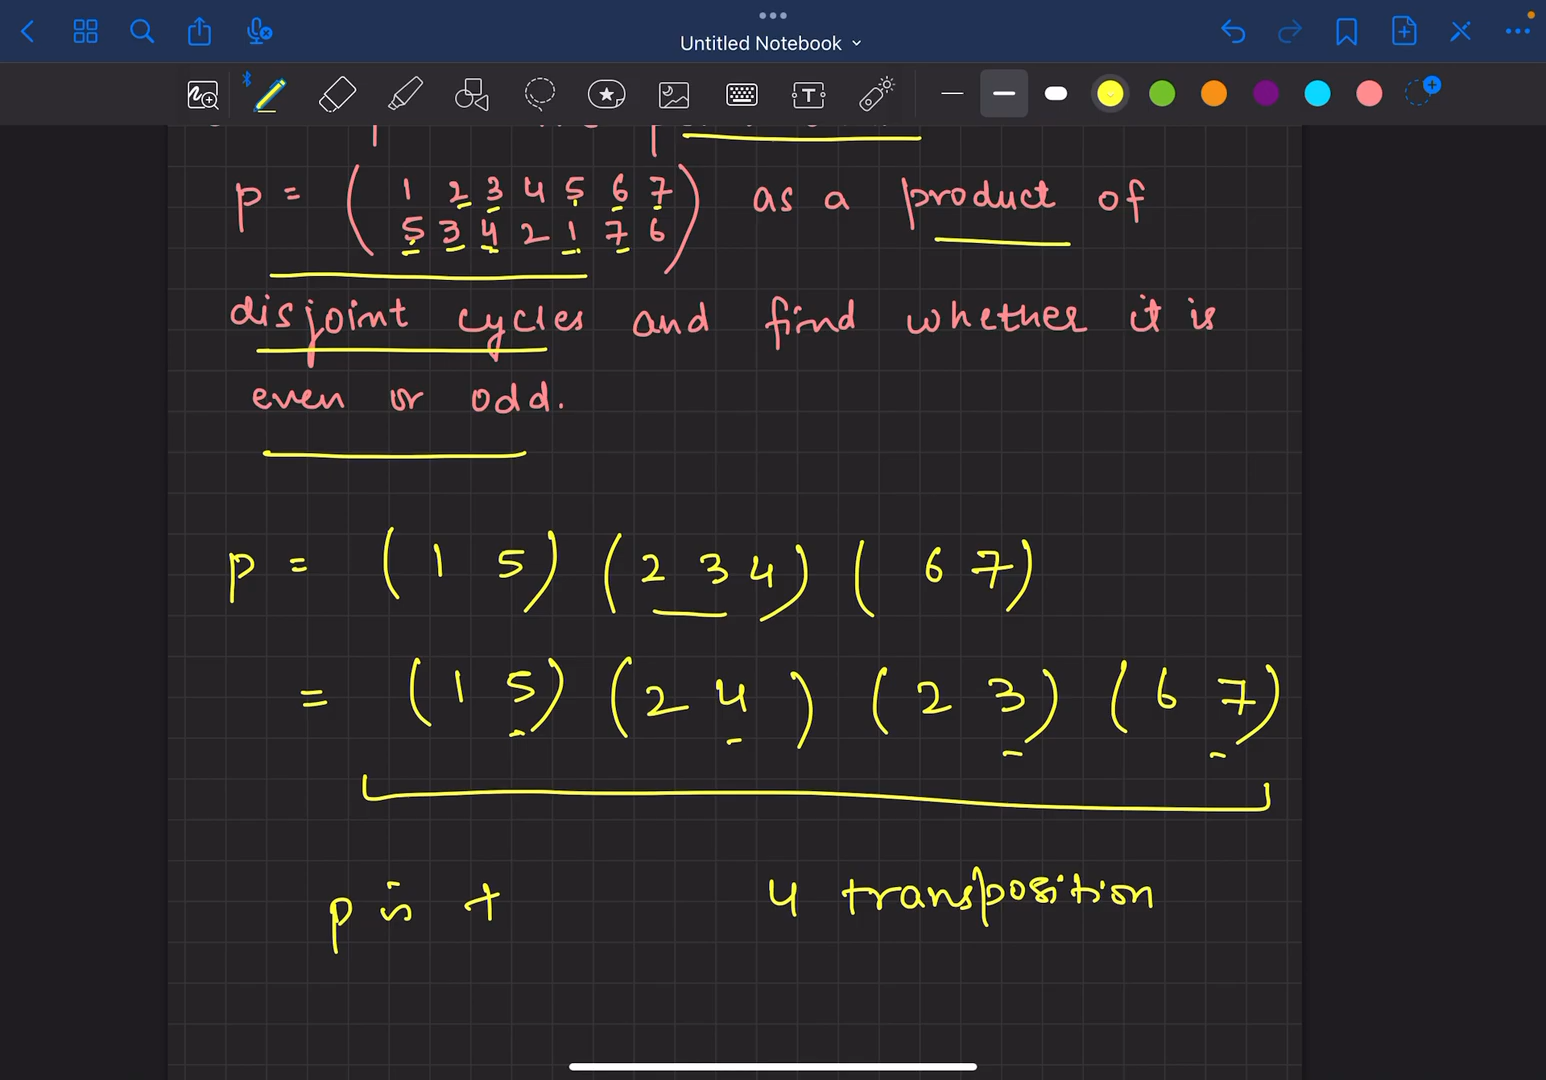 Untitled Notebook
p = ( 1 2 3 4 5 6 7 ) as a product of
5 3 4 2 1 7 6
disjoint cycles and find whether it is
even or odd.
p = ( 1 5 ) ( 2 3 4 ) ( 6 7 )
= ( 1 5 ) ( 2 4 ) ( 2 3 ) ( 6 7 )
p is + 4 transposition